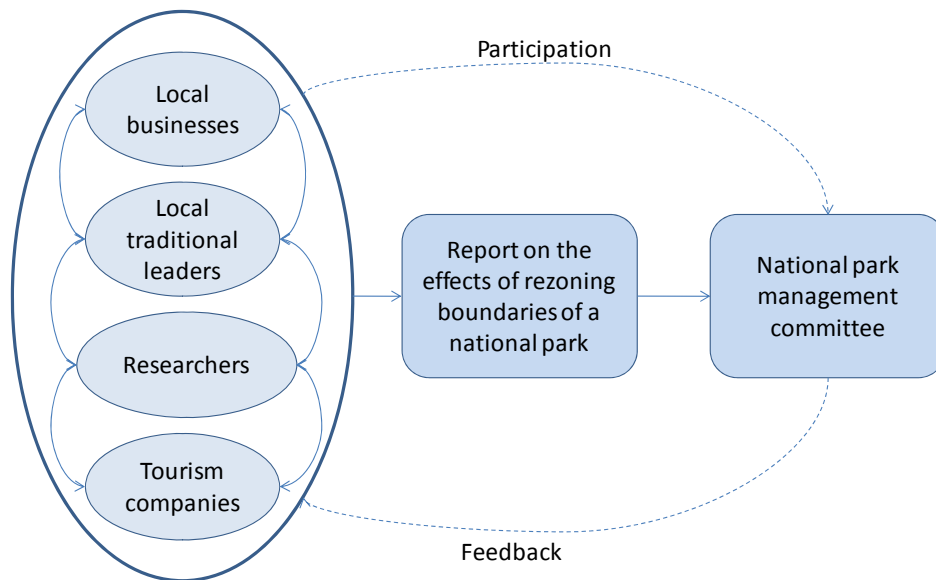 Participation
Local
businesses
Local
traditional
leaders
Researchers
Tourism
companies
Report on the
effects of rezoning
boundaries of a
national park
National park
management
committee
Feedback